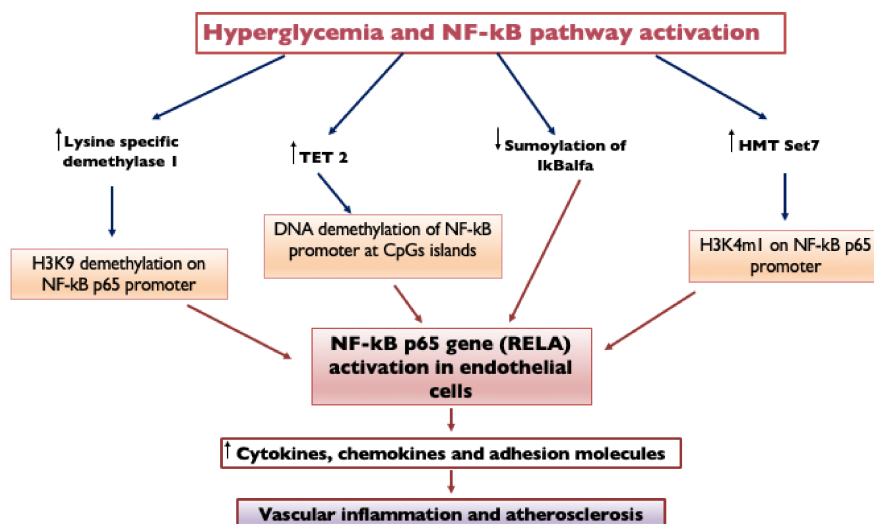 Hyperglycemia and NF-kB pathway activation
Lysine specific
demethylase 1
TET 2
Sumoylation of
IkBalfa
HMT Set7
H3K9 demethylation on
NF-kB p65 promoter
DNA demethylation of NF-kB
promoter at CpGs islands
H3K4m1 on NF-kB p65
promoter
NF-kB p65 gene (RELA)
activation in endothelial
cells
Cytokines, chemokines and adhesion molecules
Vascular inflammation and atherosclerosis